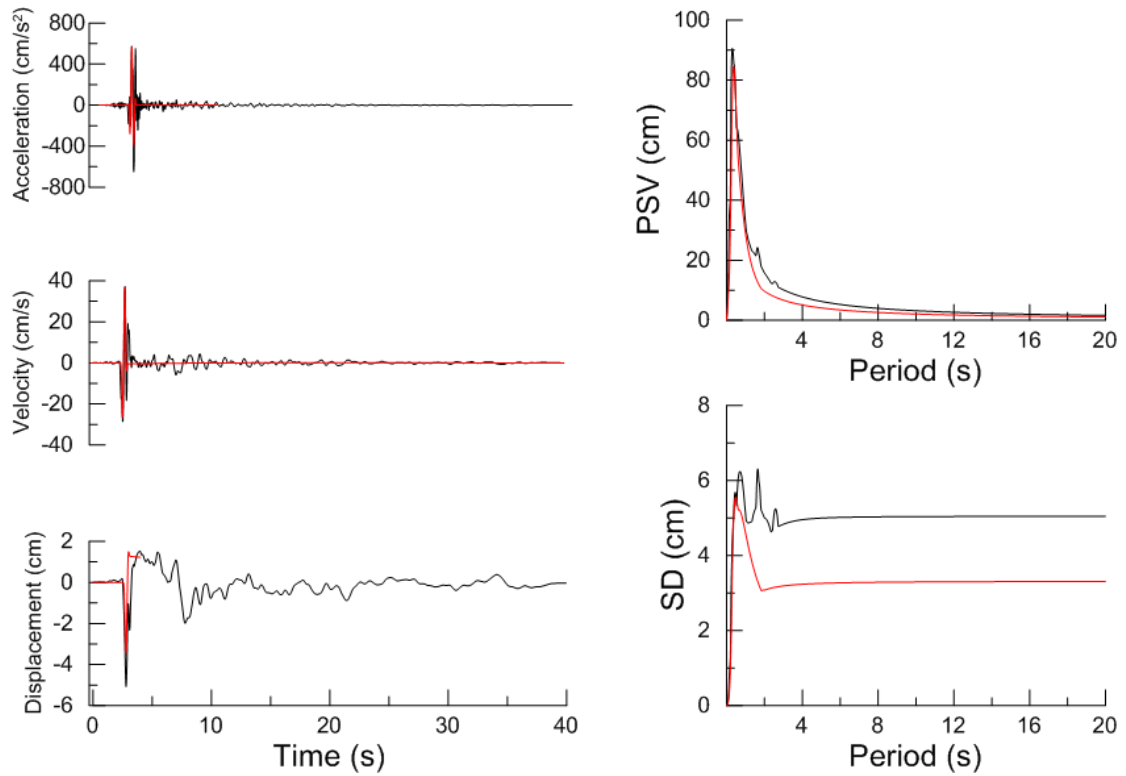 Acceleration (cm/s²)
800
400
0
-400
-800
Velocity (cm/s)
40
20
0
-20
-40
Displacement (cm)
2
0
-2
-4
-6
0 10 20 30 40
Time (s)
PSV (cm)
100
80
60
40
20
0
4 8 12 16 20
Period (s)
SD (cm)
8
6
4
2
0
4 8 12 16 20
Period (s)